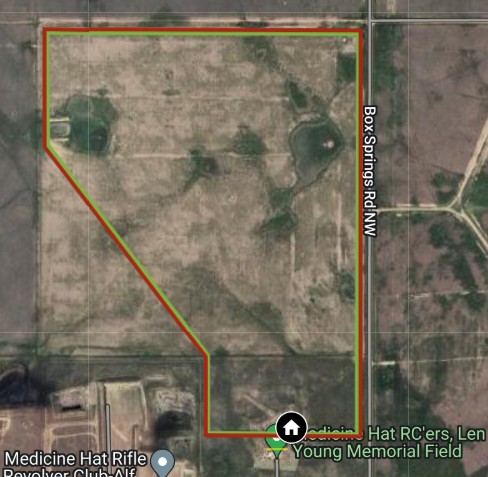 Box Springs Rd NW
Medicine Hat RC'ers, Len
Young Memorial Field
Medicine Hat Rifle
Revolver Club-Alf